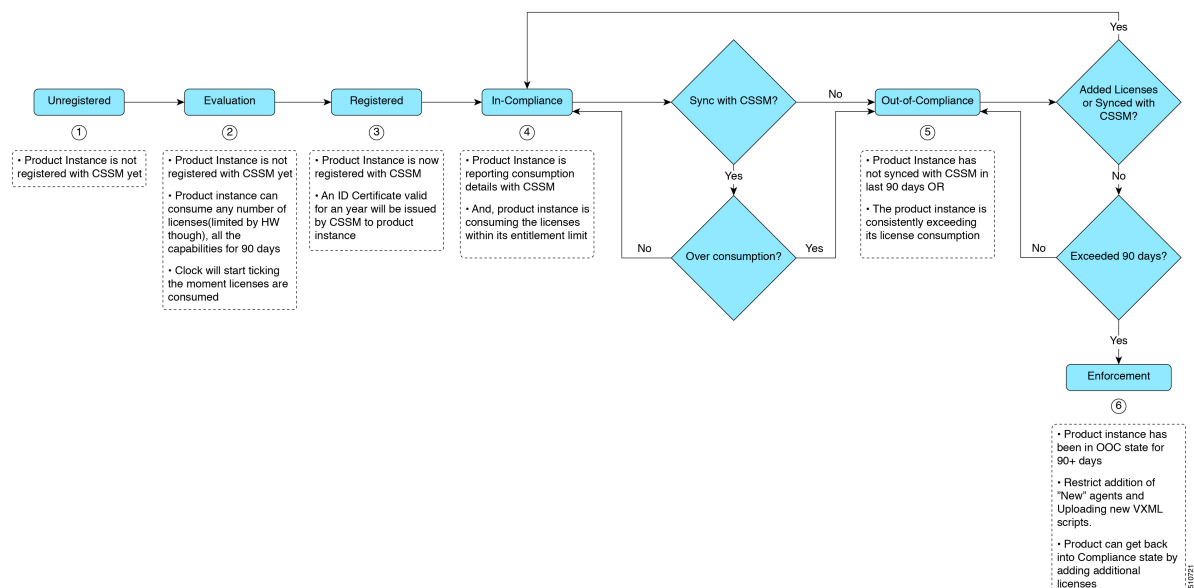 Unregistered
Evaluation
Registered
In-Compliance
Sync with CSSM?
No
Out-of-Compliance
Added Licenses
or Synced with
CSSM?
Yes
1
• Product Instance is not
registered with CSSM yet
2
• Product Instance is not
registered with CSSM yet
• Product instance can
consume any number of
licenses(limited by HW
though), all the
capabilities for 90 days
• Clock will start ticking
the moment licenses are
consumed
3
• Product Instance is now
registered with CSSM
• An ID Certificate valid
for an year will be issued
by CSSM to product
instance
4
• Product Instance is
reporting consumption
details with CSSM
• And, product instance is
consuming the licenses
within its entitlement limit
Yes
No
Over consumption?
Yes
5
• Product Instance has
not synced with CSSM in
last 90 days OR
• The product instance is
consistently exceeding
its license consumption
No
No
Exceeded 90 days?
Yes
Enforcement
6
• Product instance has
been in OOC state for
90+ days
• Restrict addition of
"New" agents and
Uploading new VXML
scripts.
• Product can get back
into Compliance state by
adding additional
licenses
510721